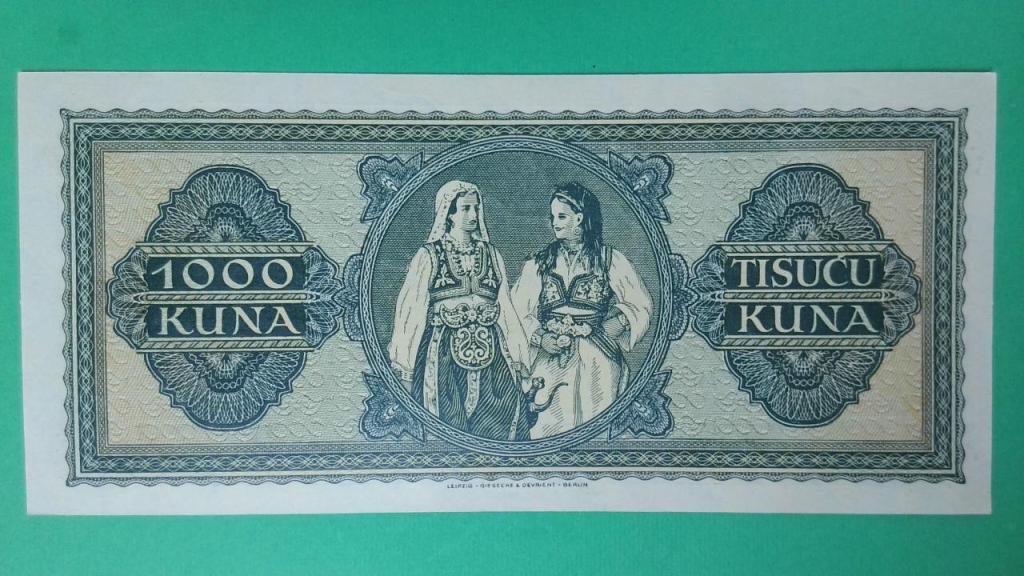 1000
KUNA
TISUĆU
KUNA
LEIPZIG - GIESECKE & DEVRIENT - BERLIN